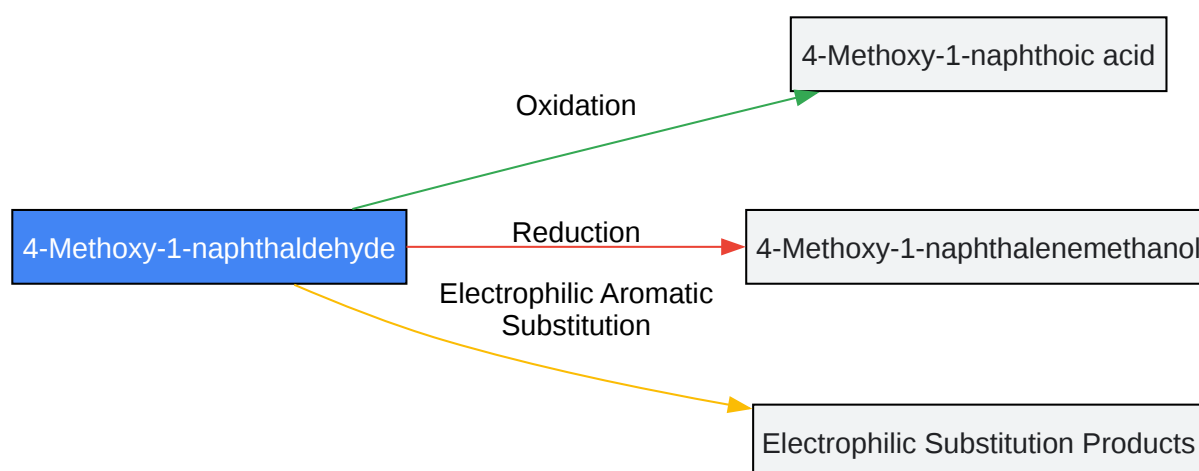 4-Methoxy-1-naphthoic acid
Oxidation
4-Methoxy-1-naphthaldehyde
Reduction
4-Methoxy-1-naphthalenemethanol
Electrophilic Aromatic
Substitution
Electrophilic Substitution Products